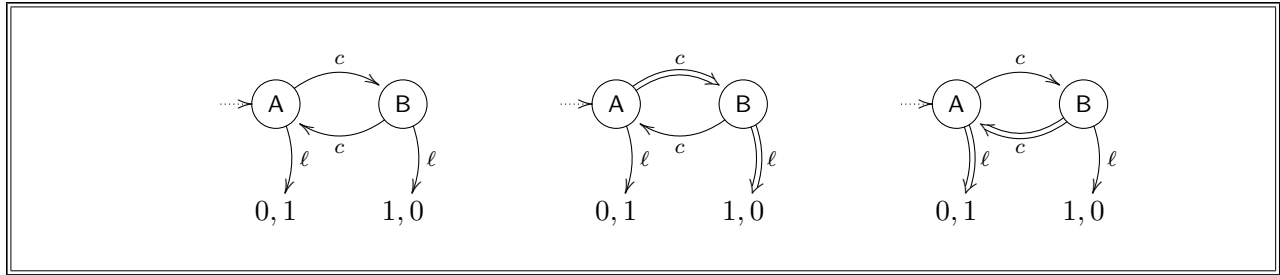 c c c
A B A B A B
c c c
ℓ ℓ ℓ ℓ ℓ ℓ
0, 1 1, 0 0, 1 1, 0 0, 1 1, 0